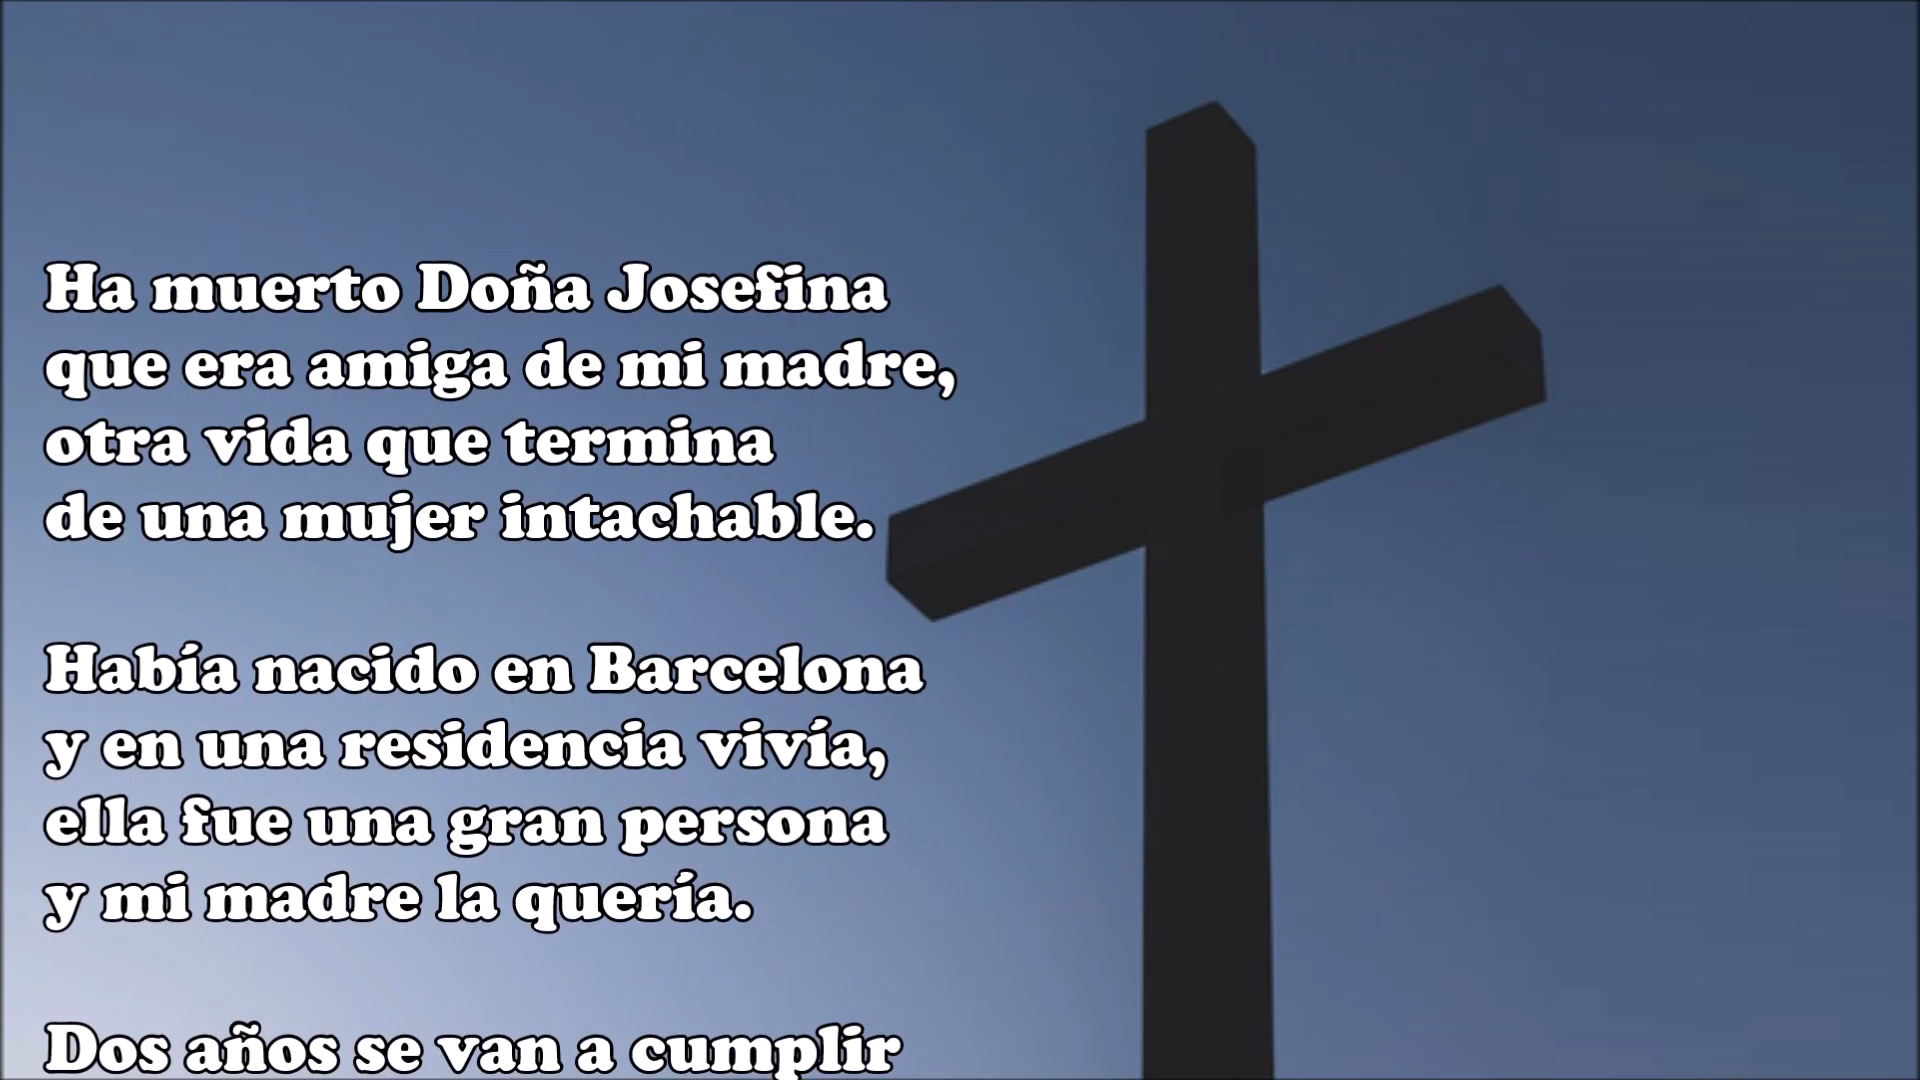 Ha muerto Doña Josefina
que era amiga de mi madre,
otra vida que termina
de una mujer intachable.
Había nacido en Barcelona
y en una residencia vivía,
ella fue una gran persona
y mi madre la quería.
Dos años se van a cumplir